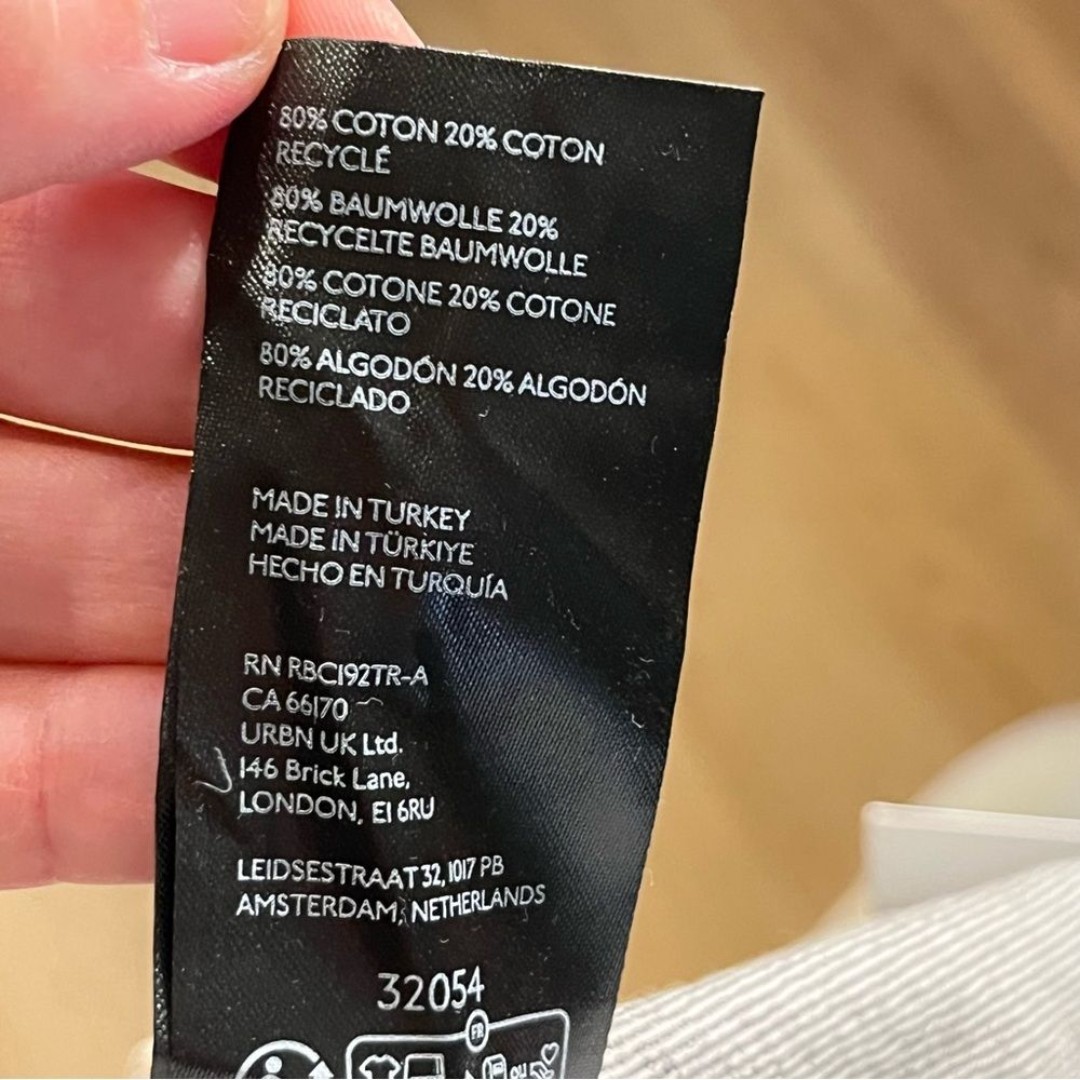 80% COTON 20% COTON
RECYCLÉ
80% BAUMWOLLE 20%
RECYCELTE BAUMWOLLE
80% COTONE 20% COTONE
RECICLATO
80% ALGODÓN 20% ALGODÓN
RECICLADO
MADE IN TURKEY
MADE IN TÜRKIYE
HECHO EN TURQUÍA
RN RBC192TR-A
CA 66170
URBN UK Ltd.
146 Brick Lane,
LONDON, E1 6RU
LEIDSESTRAAT 32, 1017 PB
AMSTERDAM, NETHERLANDS
32054
FR
ou